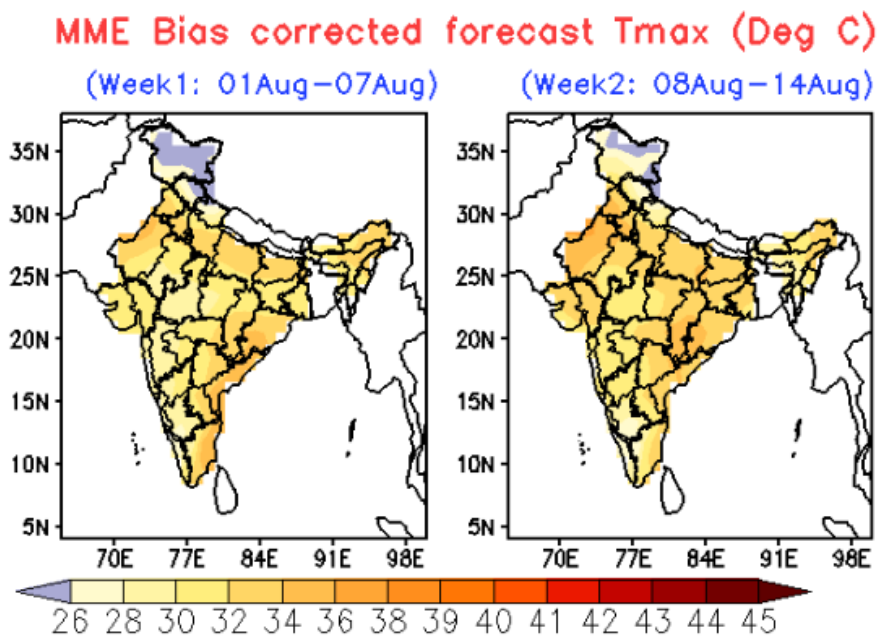 MME Bias corrected forecast Tmax (Deg C)
(Week1: 01Aug-07Aug) (Week2: 08Aug-14Aug)
35N 35N
30N 30N
25N 25N
20N 20N
15N 15N
10N 10N
5N 5N
70E 77E 84E 91E 98E 70E 77E 84E 91E 98E
26 28 30 32 34 36 38 39 40 41 42 43 44 45